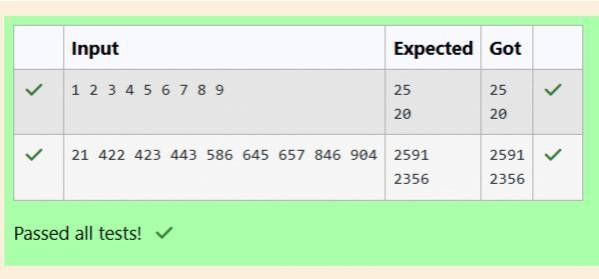 Input Expected Got
1 2 3 4 5 6 7 8 9 25 25
20 20
21 422 423 443 586 645 657 846 904 2591 2591
2356 2356
Passed all tests!